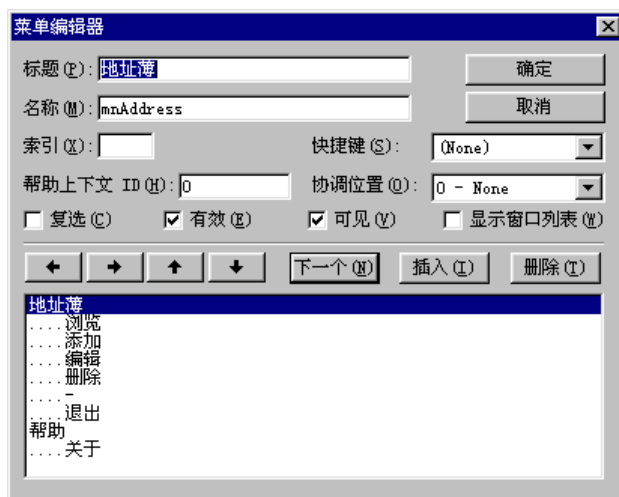 菜单编辑器
标题(P): 地址薄
确定
名称(M): mnAddress
取消
索引(X):
快捷键(S): (None)
帮助上下文 ID(H): 0
协调位置(O): 0 - None
复选(C) 有效(E) 可见(V) 显示窗口列表(W)
下一个(N) 插入(I) 删除(T)
地址薄
....浏览
....添加
....编辑
....删除
....-
....退出
帮助
....关于